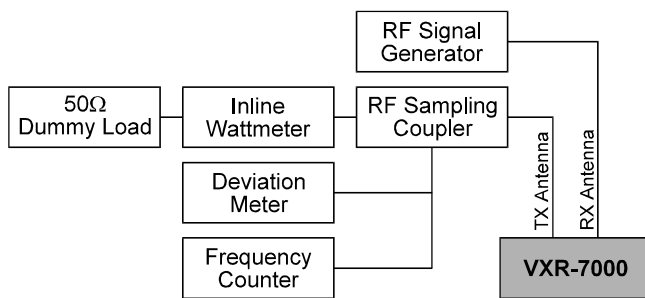 RF Signal
Generator
50Ω
Dummy Load
Inline
Wattmeter
RF Sampling
Coupler
Deviation
Meter
Frequency
Counter
TX Antenna
RX Antenna
VXR-7000